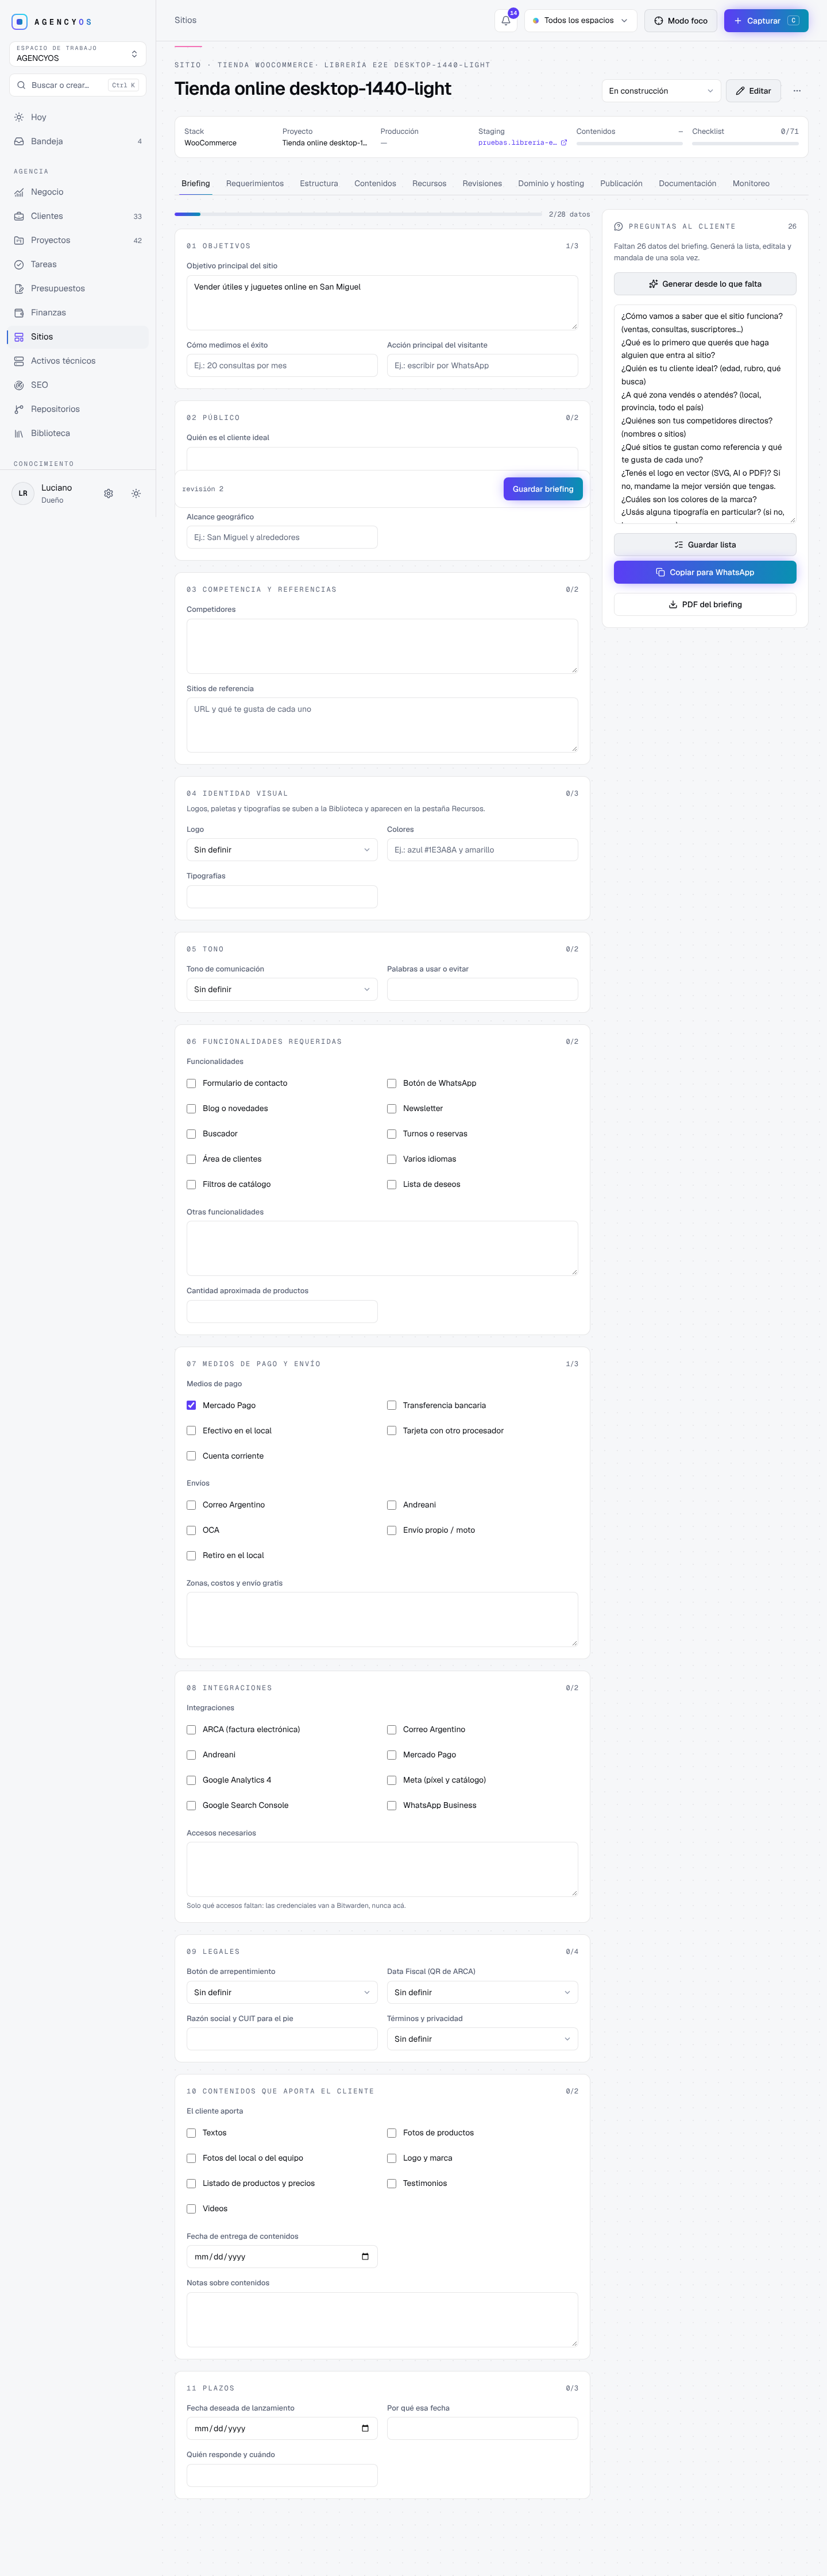 AGENCYOS
ESPACIO DE TRABAJO
AGENCYOS
Buscar o crear... Ctrl K
Hoy
Bandeja 4
AGENCIA
Negocio
Clientes 33
Proyectos 42
Tareas
Presupuestos
Finanzas
Sitios
Activos técnicos
SEO
Repositorios
Biblioteca
CONOCIMIENTO
LR Luciano
Dueño
Sitios
14
Todos los espacios
Modo foco
Capturar C
SITIO · TIENDA WOOCOMMERCE· LIBRERÍA E2E DESKTOP-1440-LIGHT
Tienda online desktop-1440-light
En construcción
Editar
Stack
WooCommerce
Proyecto
Tienda online desktop-1...
Producción
—
Staging
pruebas.libreria-e...
Contenidos —
Checklist 0/71
Briefing Requerimientos Estructura Contenidos Recursos Revisiones Dominio y hosting Publicación Documentación Monitoreo
2/28 datos
01 OBJETIVOS 1/3
Objetivo principal del sitio
Vender útiles y juguetes online en San Miguel
Cómo medimos el éxito Acción principal del visitante
Ej.: 20 consultas por mes Ej.: escribir por WhatsApp
02 PÚBLICO 0/2
Quién es el cliente ideal
revisión 2 Guardar briefing
Alcance geográfico
Ej.: San Miguel y alrededores
03 COMPETENCIA Y REFERENCIAS 0/2
Competidores
Sitios de referencia
URL y qué te gusta de cada uno
04 IDENTIDAD VISUAL 0/3
Logos, paletas y tipografías se suben a la Biblioteca y aparecen en la pestaña Recursos.
Logo Colores
Sin definir Ej.: azul #1E3A8A y amarillo
Tipografías
05 TONO 0/2
Tono de comunicación Palabras a usar o evitar
Sin definir
06 FUNCIONALIDADES REQUERIDAS 0/2
Funcionalidades
Formulario de contacto Botón de WhatsApp
Blog o novedades Newsletter
Buscador Turnos o reservas
Área de clientes Varios idiomas
Filtros de catálogo Lista de deseos
Otras funcionalidades
Cantidad aproximada de productos
07 MEDIOS DE PAGO Y ENVÍO 1/3
Medios de pago
Mercado Pago Transferencia bancaria
Efectivo en el local Tarjeta con otro procesador
Cuenta corriente
Envíos
Correo Argentino Andreani
OCA Envío propio / moto
Retiro en el local
Zonas, costos y envío gratis
08 INTEGRACIONES 0/2
Integraciones
ARCA (factura electrónica) Correo Argentino
Andreani Mercado Pago
Google Analytics 4 Meta (píxel y catálogo)
Google Search Console WhatsApp Business
Accesos necesarios
Solo qué accesos faltan: las credenciales van a Bitwarden, nunca acá.
09 LEGALES 0/4
Botón de arrepentimiento Data Fiscal (QR de ARCA)
Sin definir Sin definir
Razón social y CUIT para el pie Términos y privacidad
Sin definir
10 CONTENIDOS QUE APORTA EL CLIENTE 0/2
El cliente aporta
Textos Fotos de productos
Fotos del local o del equipo Logo y marca
Listado de productos y precios Testimonios
Videos
Fecha de entrega de contenidos
mm/dd/yyyy
Notas sobre contenidos
11 PLAZOS 0/3
Fecha deseada de lanzamiento Por qué esa fecha
mm/dd/yyyy
Quién responde y cuándo
PREGUNTAS AL CLIENTE 26
Faltan 26 datos del briefing. Generá la lista, editala y
mandala de una sola vez.
Generar desde lo que falta
¿Cómo vamos a saber que el sitio funciona?
(ventas, consultas, suscriptores…)
¿Qué es lo primero que querés que haga
alguien que entra al sitio?
¿Quién es tu cliente ideal? (edad, rubro, qué
busca)
¿A qué zona vendés o atendés? (local,
provincia, todo el país)
¿Quiénes son tus competidores directos?
(nombres o sitios)
¿Qué sitios te gustan como referencia y qué
te gusta de cada uno?
¿Tenés el logo en vector (SVG, AI o PDF)? Si
no, mandame la mejor versión que tengas.
¿Cuáles son los colores de la marca?
¿Usás alguna tipografía en particular? (si no,
Guardar lista
Copiar para WhatsApp
PDF del briefing